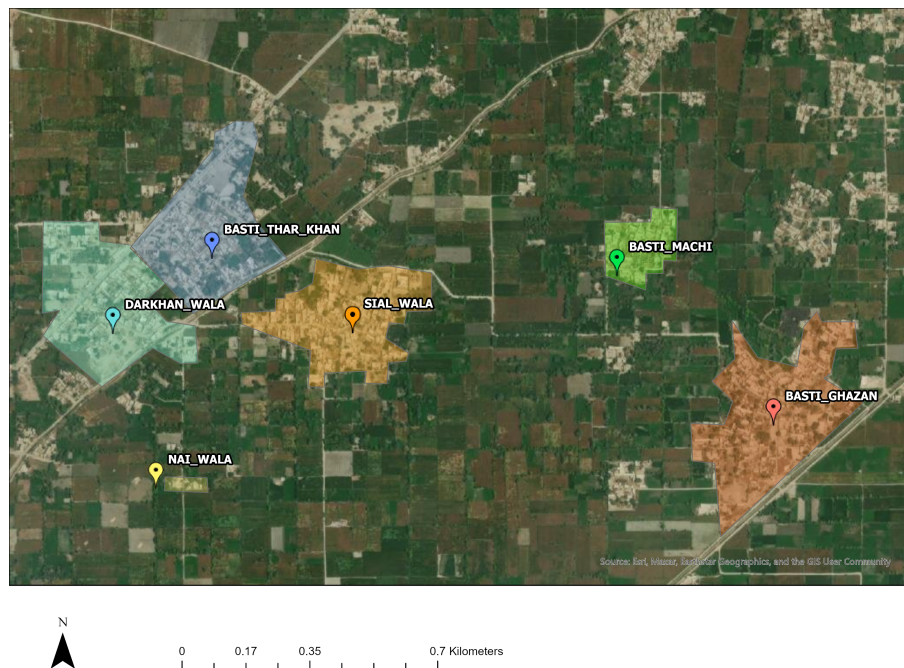 BASTI_THAR_KHAN
BASTI_MACHI
DARKHAN_WALA
SIAL_WALA
BASTI_GHAZAN
NAI_WALA
Source: Esri, Maxar, Earthstar Geographics, and the GIS User Community
N
0 0.17 0.35 0.7 Kilometers